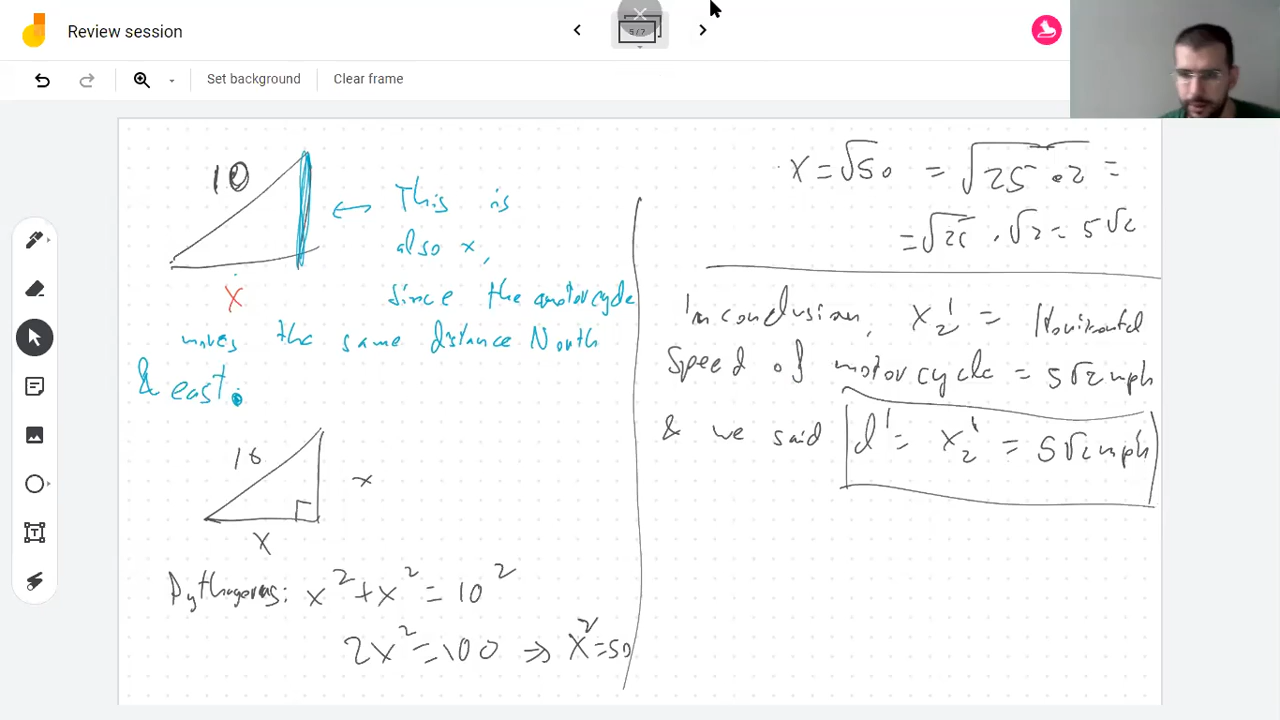 Review session
5/7
Set background
Clear frame
10
← This is
also x,
x
since the motorcycle
moves the same distance North
& east.
10
x
x
Pythagoras: x²+x²=10²
2x²=100 ⇒ x²=50
x=√50 = √25·2 =
=√25·√2=5√2
In conclusion, x₂' = Horizontal
speed of motorcycle = 5√2 mph
& we said d'= x₂' = 5√2 mph